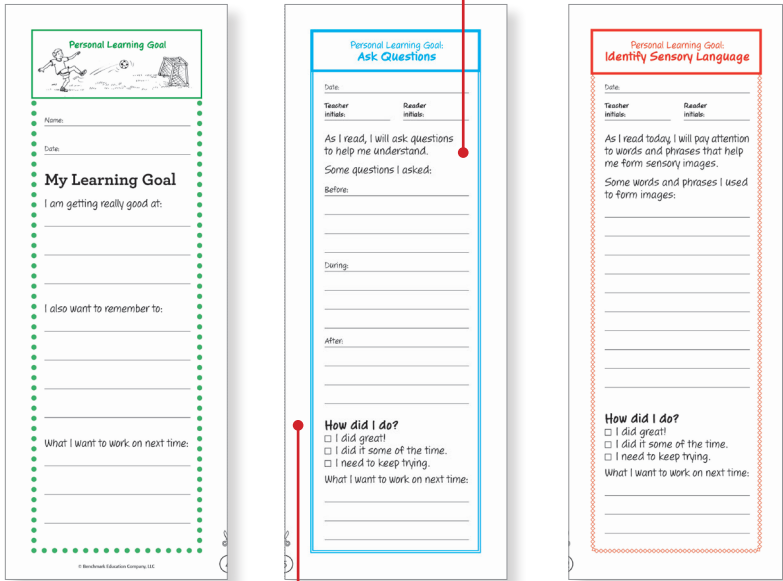 Personal Learning Goal
Name:
Date:
My Learning Goal
I am getting really good at:
I also want to remember to:
What I want to work on next time:
© Benchmark Education Company, LLC
Personal Learning Goal:
Ask Questions
Date:
Teacher
initials:
Reader
initials:
As I read, I will ask questions
to help me understand.
Some questions I asked:
Before:
During:
After:
How did I do?
I did great!
I did it some of the time.
I need to keep trying.
What I want to work on next time:
Personal Learning Goal:
Identify Sensory Language
Date:
Teacher
initials:
Reader
initials:
As I read today, I will pay attention
to words and phrases that help
me form sensory images.
Some words and phrases I used
to form images:
How did I do?
I did great!
I did it some of the time.
I need to keep trying.
What I want to work on next time: